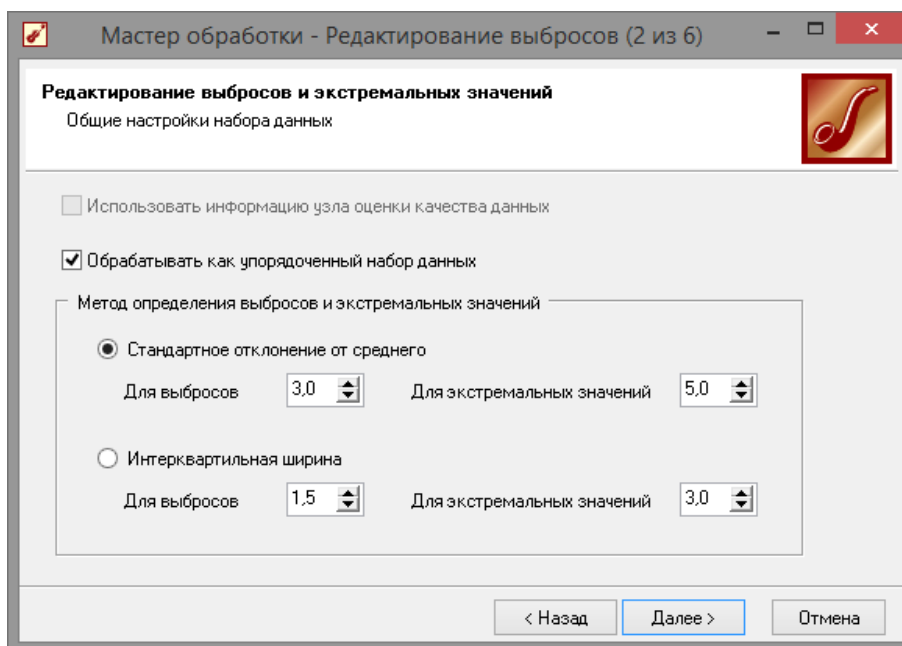 Мастер обработки - Редактирование выбросов (2 из 6)
Редактирование выбросов и экстремальных значений
Общие настройки набора данных
Использовать информацию узла оценки качества данных
Обрабатывать как упорядоченный набор данных
Метод определения выбросов и экстремальных значений
Стандартное отклонение от среднего
Для выбросов 3,0 Для экстремальных значений 5,0
Интерквартильная ширина
Для выбросов 1,5 Для экстремальных значений 3,0
< Назад Далее > Отмена